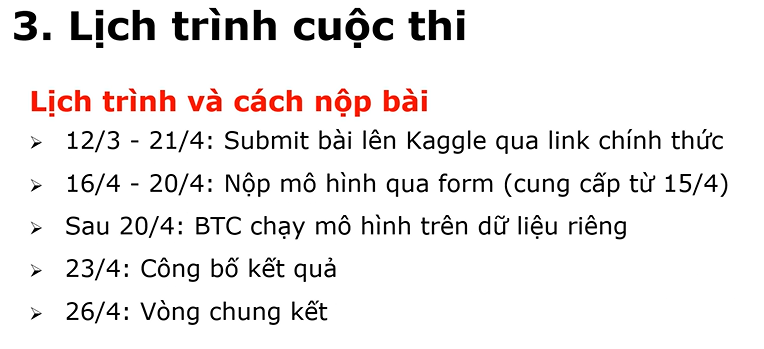 3. Lịch trình cuộc thi
Lịch trình và cách nộp bài
➢ 12/3 - 21/4: Submit bài lên Kaggle qua link chính thức
➢ 16/4 - 20/4: Nộp mô hình qua form (cung cấp từ 15/4)
➢ Sau 20/4: BTC chạy mô hình trên dữ liệu riêng
➢ 23/4: Công bố kết quả
➢ 26/4: Vòng chung kết